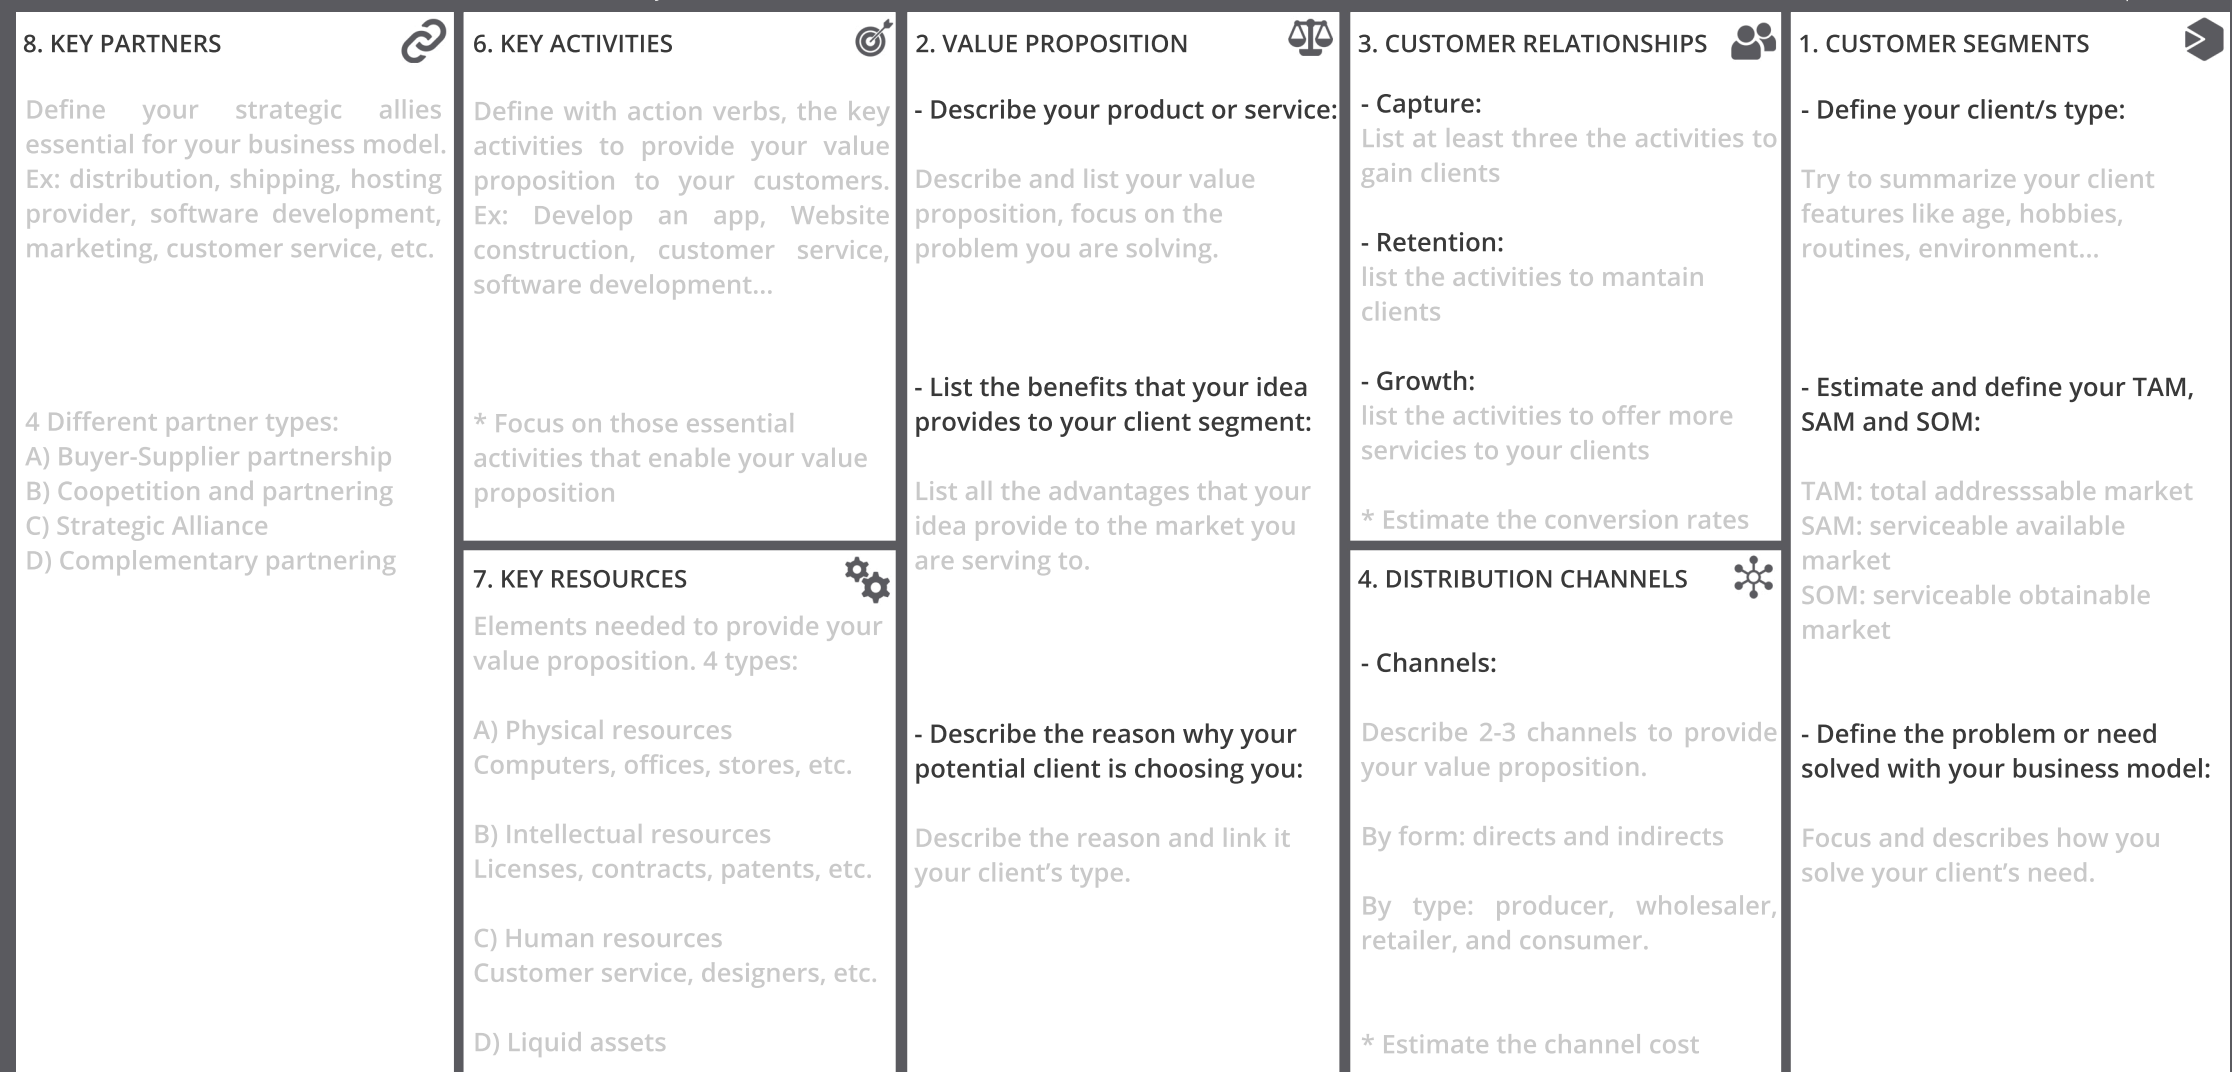 8. KEY PARTNERS
Define your strategic allies
essential for your business model.
Ex: distribution, shipping, hosting
provider, software development,
marketing, customer service, etc.
4 Different partner types:
A) Buyer-Supplier partnership
B) Coopetition and partnering
C) Strategic Alliance
D) Complementary partnering
6. KEY ACTIVITIES
Define with action verbs, the key
activities to provide your value
proposition to your customers.
Ex: Develop an app, Website
construction, customer service,
software development...
* Focus on those essential
activities that enable your value
proposition
7. KEY RESOURCES
Elements needed to provide your
value proposition. 4 types:
A) Physical resources
Computers, offices, stores, etc.
B) Intellectual resources
Licenses, contracts, patents, etc.
C) Human resources
Customer service, designers, etc.
D) Liquid assets
2. VALUE PROPOSITION
- Describe your product or service:
Describe and list your value
proposition, focus on the
problem you are solving.
- List the benefits that your idea
provides to your client segment:
List all the advantages that your
idea provide to the market you
are serving to.
- Describe the reason why your
potential client is choosing you:
Describe the reason and link it
your client's type.
3. CUSTOMER RELATIONSHIPS
- Capture:
List at least three the activities to
gain clients
- Retention:
list the activities to mantain
clients
- Growth:
list the activities to offer more
servicies to your clients
* Estimate the conversion rates
4. DISTRIBUTION CHANNELS
- Channels:
Describe 2-3 channels to provide
your value proposition.
By form: directs and indirects
By type: producer, wholesaler,
retailer, and consumer.
* Estimate the channel cost
1. CUSTOMER SEGMENTS
- Define your client/s type:
Try to summarize your client
features like age, hobbies,
routines, environment...
- Estimate and define your TAM,
SAM and SOM:
TAM: total addresssable market
SAM: serviceable available
market
SOM: serviceable obtainable
market
- Define the problem or need
solved with your business model:
Focus and describes how you
solve your client's need.